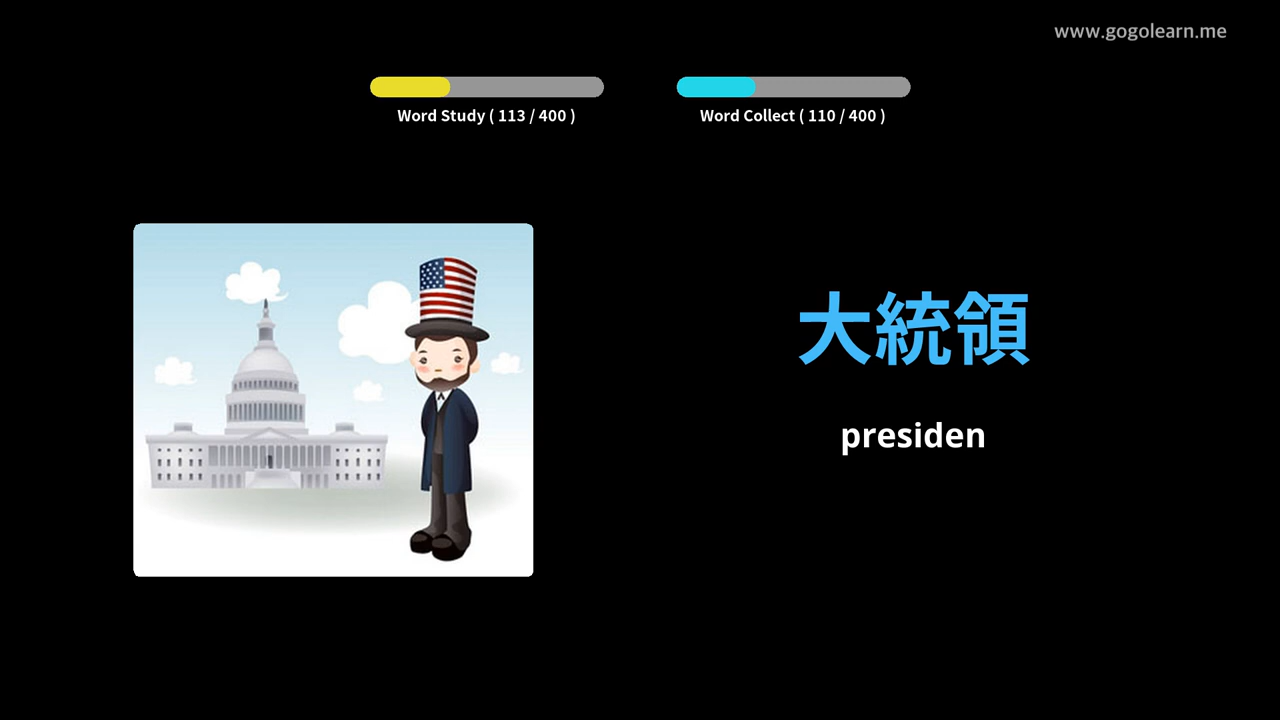 www.gogolearn.me
Word Study ( 113 / 400 )
Word Collect ( 110 / 400 )
大統領
presiden